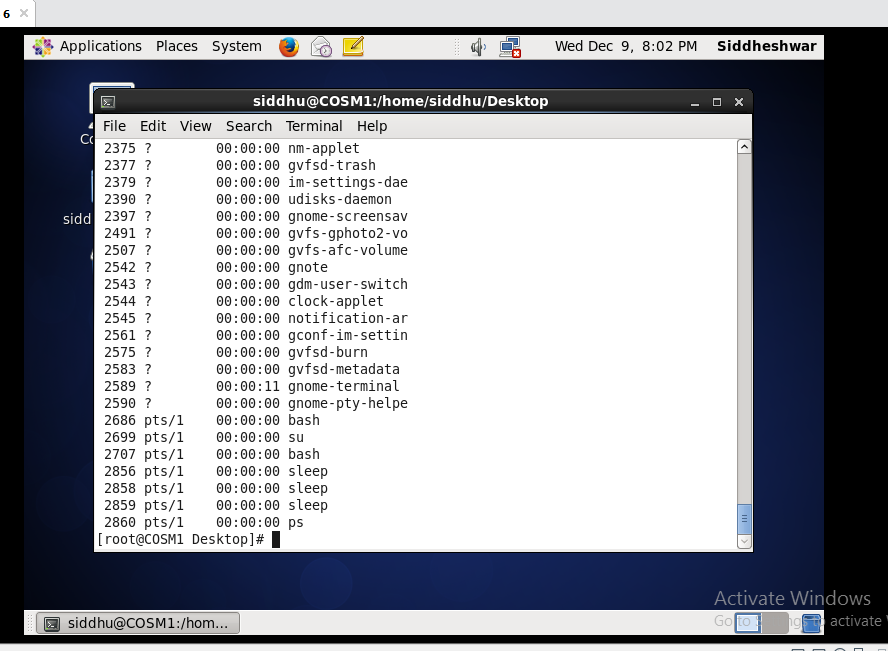 6
Applications Places System Wed Dec 9, 8:02 PM Siddheshwar
siddhu@COSM1:/home/siddhu/Desktop
File Edit View Search Terminal Help
2375 ? 00:00:00 nm-applet
2377 ? 00:00:00 gvfsd-trash
2379 ? 00:00:00 im-settings-dae
2390 ? 00:00:00 udisks-daemon
2397 ? 00:00:00 gnome-screensav
2491 ? 00:00:00 gvfs-gphoto2-vo
2507 ? 00:00:00 gvfs-afc-volume
2542 ? 00:00:00 gnote
2543 ? 00:00:00 gdm-user-switch
2544 ? 00:00:00 clock-applet
2545 ? 00:00:00 notification-ar
2561 ? 00:00:00 gconf-im-settin
2575 ? 00:00:00 gvfsd-burn
2583 ? 00:00:00 gvfsd-metadata
2589 ? 00:00:11 gnome-terminal
2590 ? 00:00:00 gnome-pty-helpe
2686 pts/1 00:00:00 bash
2699 pts/1 00:00:00 su
2707 pts/1 00:00:00 bash
2856 pts/1 00:00:00 sleep
2858 pts/1 00:00:00 sleep
2859 pts/1 00:00:00 sleep
2860 pts/1 00:00:00 ps
[root@COSM1 Desktop]#
sidd
Activate Windows
Go to activate
siddhu@COSM1:/hom...